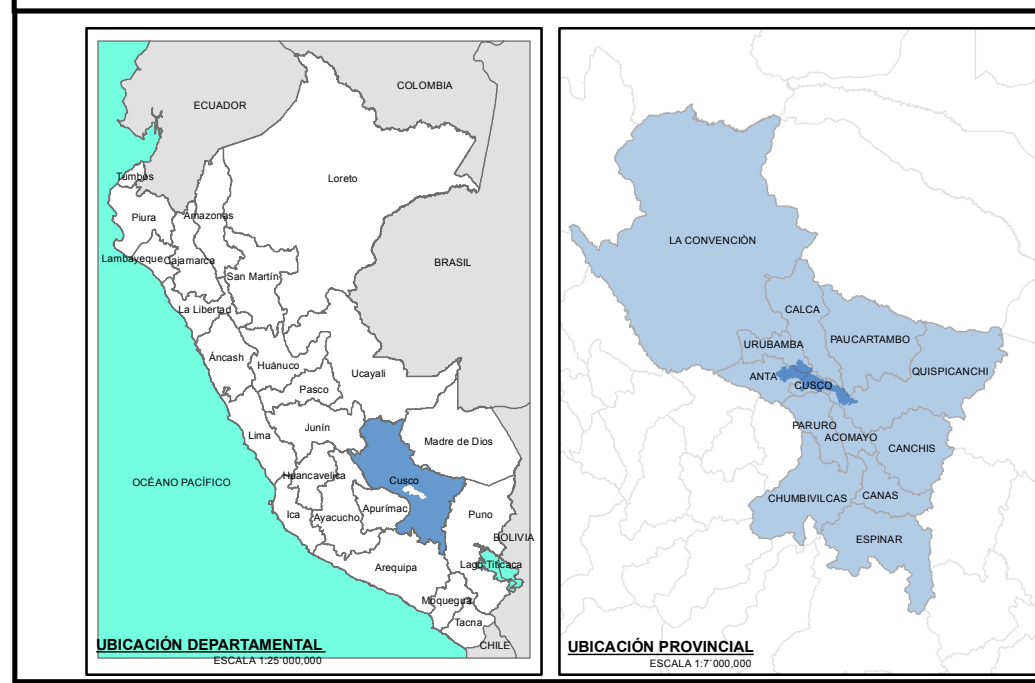 ECUADOR
COLOMBIA
Tumbes
Loreto
Piura
Amazonas
Lambayeque
Cajamarca
San Martín
BRASIL
La Libertad
Áncash
Huánuco
Ucayali
Pasco
Junín
Lima
Madre de Dios
Huancavelica
Cusco
OCÉANO PACÍFICO
Ica
Ayacucho
Apurímac
Puno
BOLIVIA
Arequipa
Lago Titicaca
Moquegua
Tacna
CHILE
UBICACIÓN DEPARTAMENTAL
ESCALA 1:25´000,000
LA CONVENCIÒN
CALCA
URUBAMBA
PAUCARTAMBO
ANTA
CUSCO
QUISPICANCHI
PARURO
ACOMAYO
CANCHIS
CHUMBIVILCAS
CANAS
ESPINAR
UBICACIÓN PROVINCIAL
ESCALA 1:7´000,000